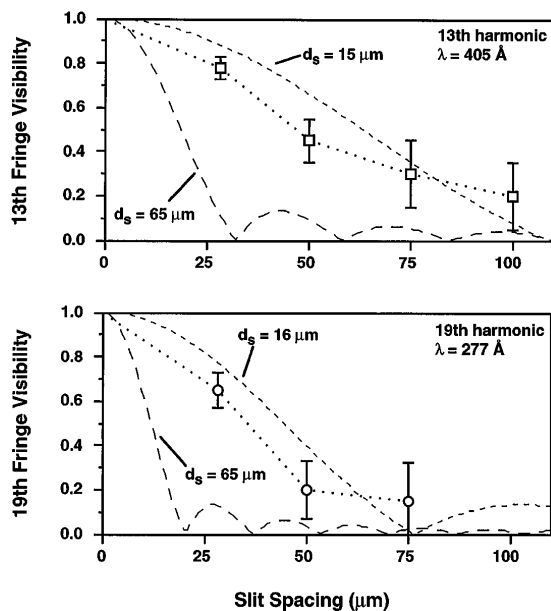 13th Fringe Visibility
1.0
0.8
0.6
0.4
0.2
0.0
0
25
50
75
100
13th harmonic
λ = 405 Å
d_s = 15 μm
d_s = 65 μm
19th Fringe Visibility
1.0
0.8
0.6
0.4
0.2
0.0
0
25
50
75
100
19th harmonic
λ = 277 Å
d_s = 16 μm
d_s = 65 μm
Slit Spacing (μm)